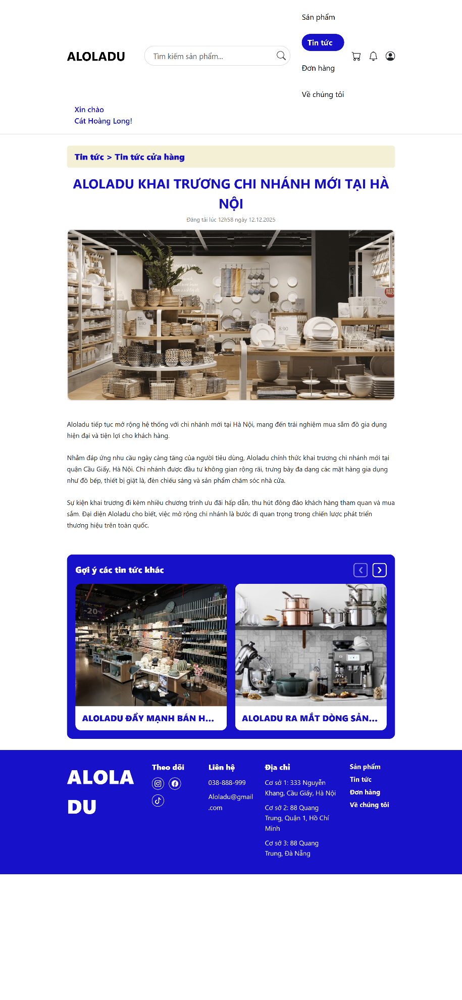 Sản phẩm
Tin tức
ALOLADU
Tìm kiếm sản phẩm...
Đơn hàng
Về chúng tôi
Xin chào
Cát Hoàng Long!
Tin tức > Tin tức cửa hàng
ALOLADU KHAI TRƯƠNG CHI NHÁNH MỚI TẠI HÀ
NỘI
Đăng tải lúc 12h58 ngày 12.12.2025
SPEISETELLER
BEST
PRICE
3.90
8.90
Aloladu tiếp tục mở rộng hệ thống với chi nhánh mới tại Hà Nội, mang đến trải nghiệm mua sắm đồ gia dụng
hiện đại và tiện lợi cho khách hàng.
Nhằm đáp ứng nhu cầu ngày càng tăng của người tiêu dùng, Aloladu chính thức khai trương chi nhánh mới tại
quận Cầu Giấy, Hà Nội. Chi nhánh được đầu tư không gian rộng rãi, trưng bày đa dạng các mặt hàng gia dụng
như đồ bếp, thiết bị giặt là, đèn chiếu sáng và sản phẩm chăm sóc nhà cửa.
Sự kiện khai trương đi kèm nhiều chương trình ưu đãi hấp dẫn, thu hút đông đảo khách hàng tham quan và mua
sắm. Đại diện Aloladu cho biết, việc mở rộng chi nhánh là bước đi quan trọng trong chiến lược phát triển
thương hiệu trên toàn quốc.
Gợi ý các tin tức khác
-20%
ALOLADU ĐẨY MẠNH BÁN H...
ALOLADU RA MẮT DÒNG SẢN...
ALOLA
DU
Theo dõi
Liên hệ
038-888-999
Aloladu@gmail
.com
Địa chỉ
Cơ sở 1: 333 Nguyễn
Khang, Cầu Giấy, Hà Nội
Cơ sở 2: 88 Quang
Trung, Quận 1, Hồ Chí
Minh
Cơ sở 3: 88 Quang
Trung, Đà Nẵng
Sản phẩm
Tin tức
Đơn hàng
Về chúng tôi